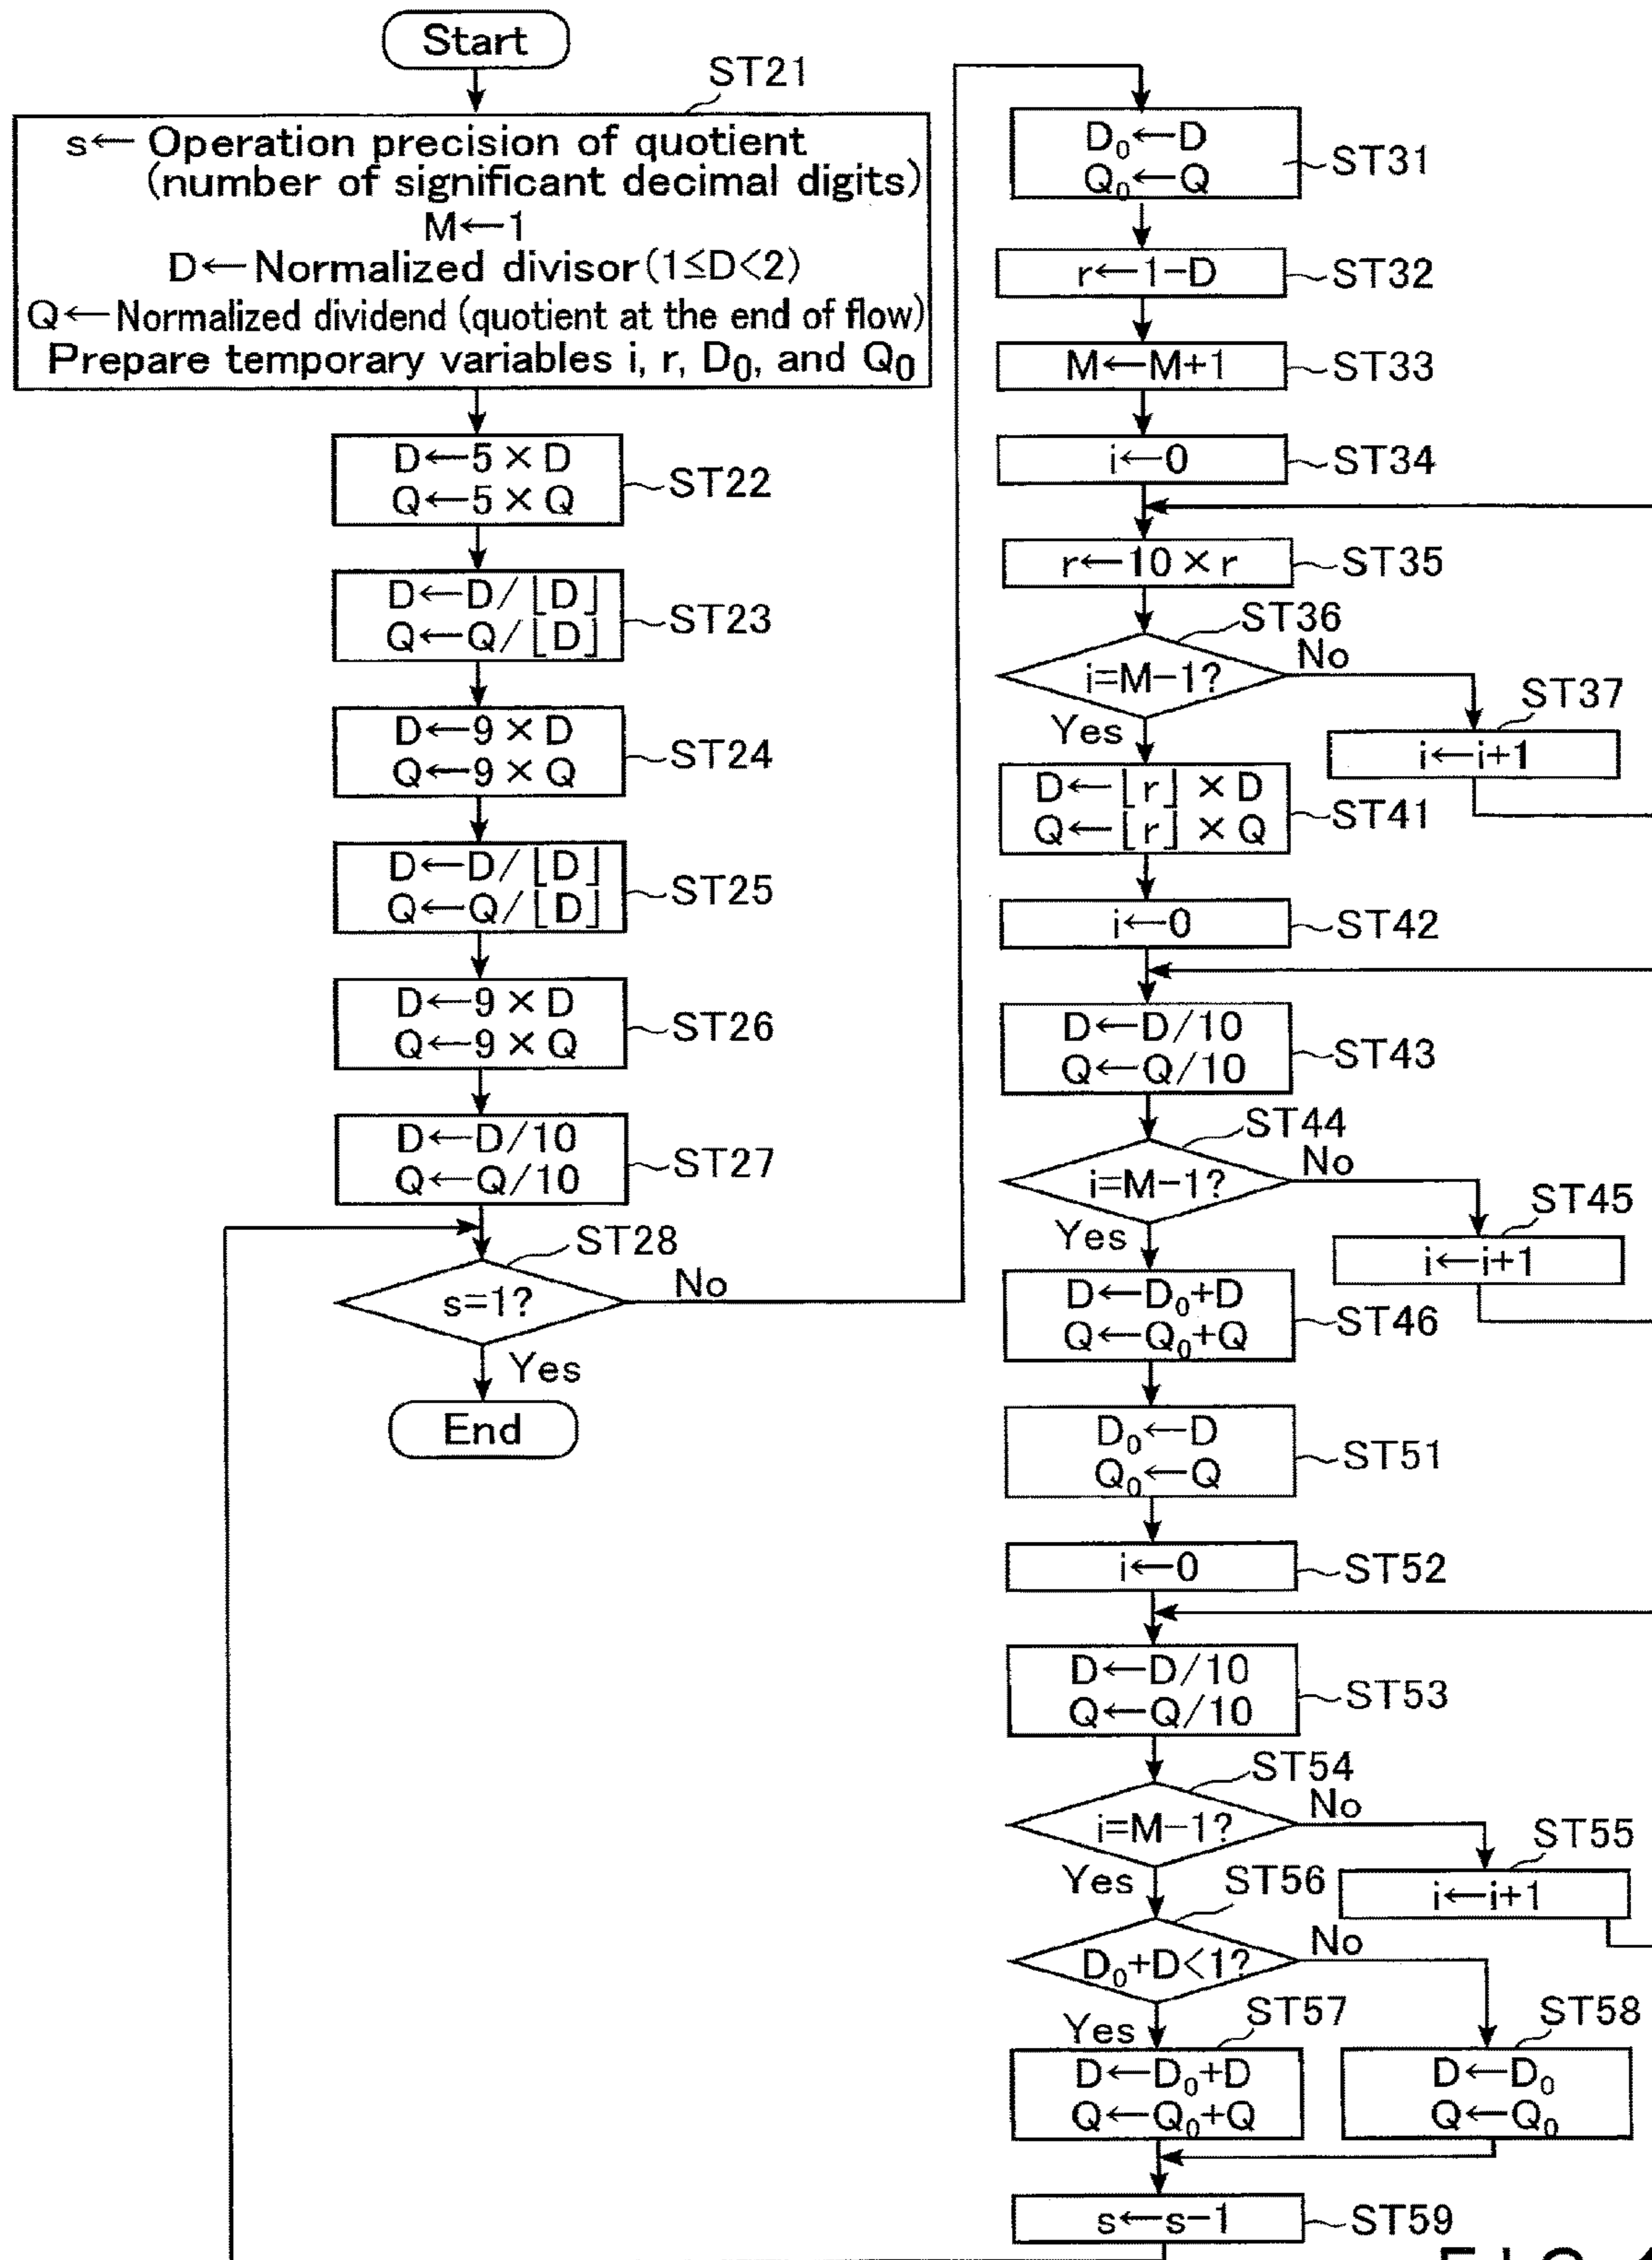 Start
ST21
s← Operation precision of quotient
(number of significant decimal digits)
M←1
D←Normalized divisor(1≤D<2)
Q←Normalized dividend (quotient at the end of flow)
Prepare temporary variables i, r, D₀, and Q₀
D←5×D
Q←5×Q
ST22
D←D/⌊D⌋
Q←Q/⌊D⌋
ST23
D←9×D
Q←9×Q
ST24
D←D/⌊D⌋
Q←Q/⌊D⌋
ST25
D←9×D
Q←9×Q
ST26
D←D/10
Q←Q/10
ST27
ST28
s=1?
No
Yes
End
D₀←D
Q₀←Q
ST31
r←1-D
ST32
M←M+1
ST33
i←0
ST34
r←10×r
ST35
ST36
i=M-1?
No
Yes
ST37
i←i+1
D←⌊r⌋×D
Q←⌊r⌋×Q
ST41
i←0
ST42
D←D/10
Q←Q/10
ST43
ST44
i=M-1?
No
Yes
ST45
i←i+1
D←D₀+D
Q←Q₀+Q
ST46
D₀←D
Q₀←Q
ST51
i←0
ST52
D←D/10
Q←Q/10
ST53
ST54
i=M-1?
No
Yes
ST55
i←i+1
ST56
D₀+D<1?
No
Yes
ST57
D←D₀+D
Q←Q₀+Q
ST58
D←D₀
Q←Q₀
s←s-1
ST59